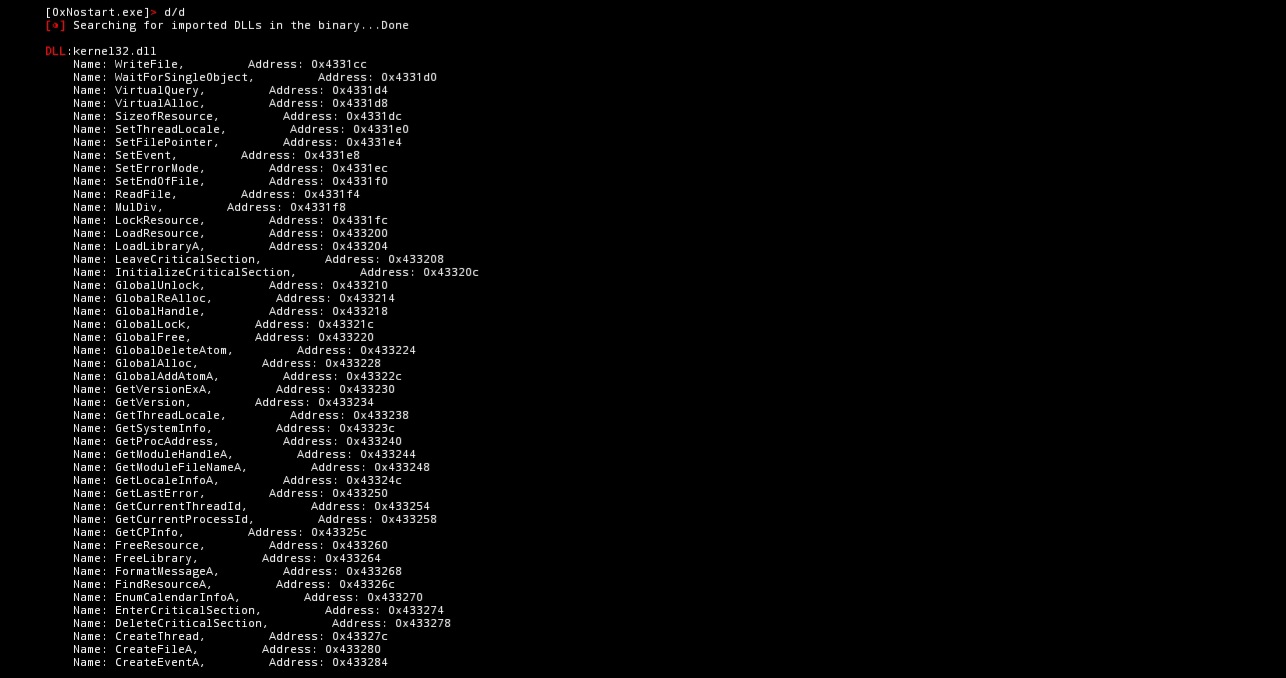 [0xNostart.exe]> d/d
[+] Searching for imported DLLs in the binary...Done
DLL:kernel32.dll
Name: WriteFile, Address: 0x4331cc
Name: WaitForSingleObject, Address: 0x4331d0
Name: VirtualQuery, Address: 0x4331d4
Name: VirtualAlloc, Address: 0x4331d8
Name: SizeofResource, Address: 0x4331dc
Name: SetThreadLocale, Address: 0x4331e0
Name: SetFilePointer, Address: 0x4331e4
Name: SetEvent, Address: 0x4331e8
Name: SetErrorMode, Address: 0x4331ec
Name: SetEndOfFile, Address: 0x4331f0
Name: ReadFile, Address: 0x4331f4
Name: MulDiv, Address: 0x4331f8
Name: LockResource, Address: 0x4331fc
Name: LoadResource, Address: 0x433200
Name: LoadLibraryA, Address: 0x433204
Name: LeaveCriticalSection, Address: 0x433208
Name: InitializeCriticalSection, Address: 0x43320c
Name: GlobalUnlock, Address: 0x433210
Name: GlobalReAlloc, Address: 0x433214
Name: GlobalHandle, Address: 0x433218
Name: GlobalLock, Address: 0x43321c
Name: GlobalFree, Address: 0x433220
Name: GlobalDeleteAtom, Address: 0x433224
Name: GlobalAlloc, Address: 0x433228
Name: GlobalAddAtomA, Address: 0x43322c
Name: GetVersionExA, Address: 0x433230
Name: GetVersion, Address: 0x433234
Name: GetThreadLocale, Address: 0x433238
Name: GetSystemInfo, Address: 0x43323c
Name: GetProcAddress, Address: 0x433240
Name: GetModuleHandleA, Address: 0x433244
Name: GetModuleFileNameA, Address: 0x433248
Name: GetLocaleInfoA, Address: 0x43324c
Name: GetLastError, Address: 0x433250
Name: GetCurrentThreadId, Address: 0x433254
Name: GetCurrentProcessId, Address: 0x433258
Name: GetCPInfo, Address: 0x43325c
Name: FreeResource, Address: 0x433260
Name: FreeLibrary, Address: 0x433264
Name: FormatMessageA, Address: 0x433268
Name: FindResourceA, Address: 0x43326c
Name: EnumCalendarInfoA, Address: 0x433270
Name: EnterCriticalSection, Address: 0x433274
Name: DeleteCriticalSection, Address: 0x433278
Name: CreateThread, Address: 0x43327c
Name: CreateFileA, Address: 0x433280
Name: CreateEventA, Address: 0x433284